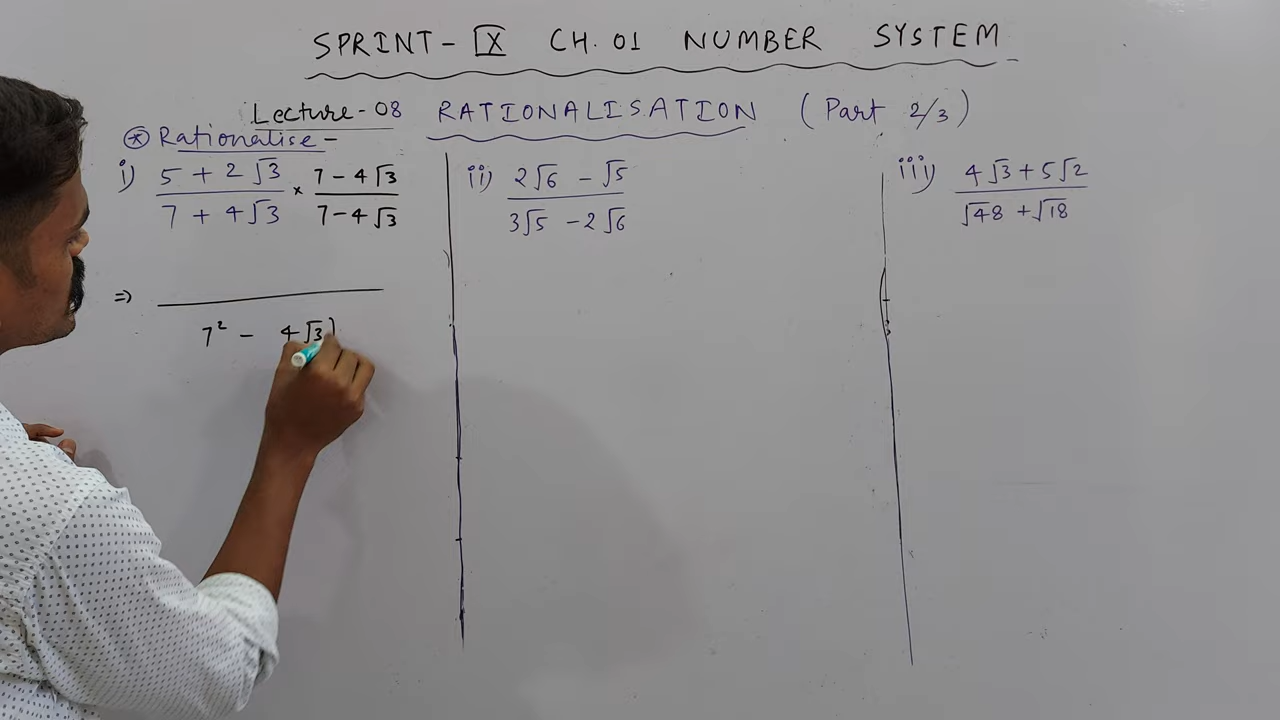 SPRINT-IX CH. 01 NUMBER SYSTEM
Lecture-08 RATIONALISATION (Part 2/3)
⊛ Rationalise -
i) (5 + 2√3)/(7 + 4√3) × (7 - 4√3)/(7 - 4√3)
ii) (2√6 - √5)/(3√5 - 2√6)
iii) (4√3 + 5√2)/(√48 + √18)
⇒
7² - 4√3)